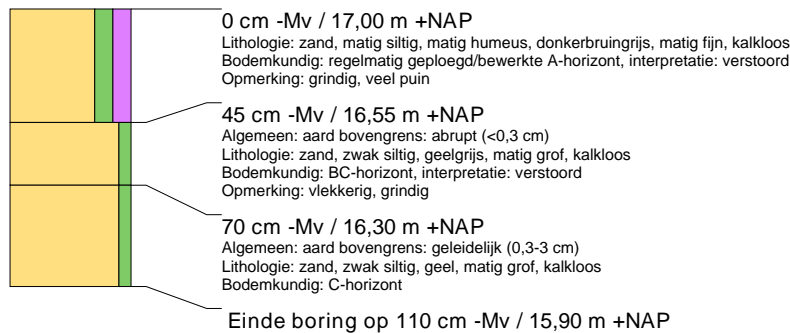 0 cm -Mv / 17,00 m +NAP
Lithologie: zand, matig siltig, matig humeus, donkerbruingrijs, matig fijn, kalkloos
Bodemkundig: regelmatig geploegd/bewerkte A-horizont, interpretatie: verstoord
Opmerking: grindig, veel puin
45 cm -Mv / 16,55 m +NAP
Algemeen: aard bovengrens: abrupt (<0,3 cm)
Lithologie: zand, zwak siltig, geelgrijs, matig grof, kalkloos
Bodemkundig: BC-horizont, interpretatie: verstoord
Opmerking: vlekkerig, grindig
70 cm -Mv / 16,30 m +NAP
Algemeen: aard bovengrens: geleidelijk (0,3-3 cm)
Lithologie: zand, zwak siltig, geel, matig grof, kalkloos
Bodemkundig: C-horizont
Einde boring op 110 cm -Mv / 15,90 m +NAP